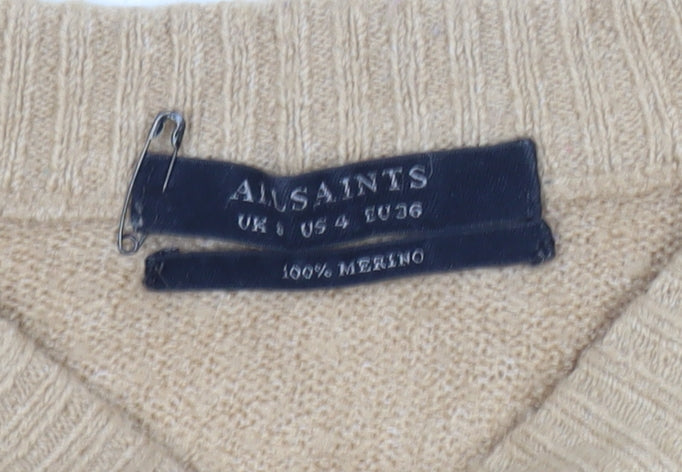 ALLSAINTS
UK 8 US 4 EU 36
100% MERINO